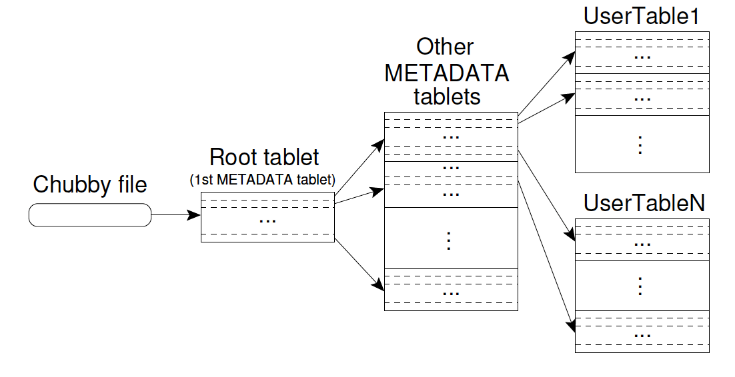 UserTable1
Other
METADATA
tablets
...
...
...
...
...
⋮
⋮
Root tablet
(1st METADATA tablet)
...
Chubby file
UserTableN
...
⋮
⋮
...
...